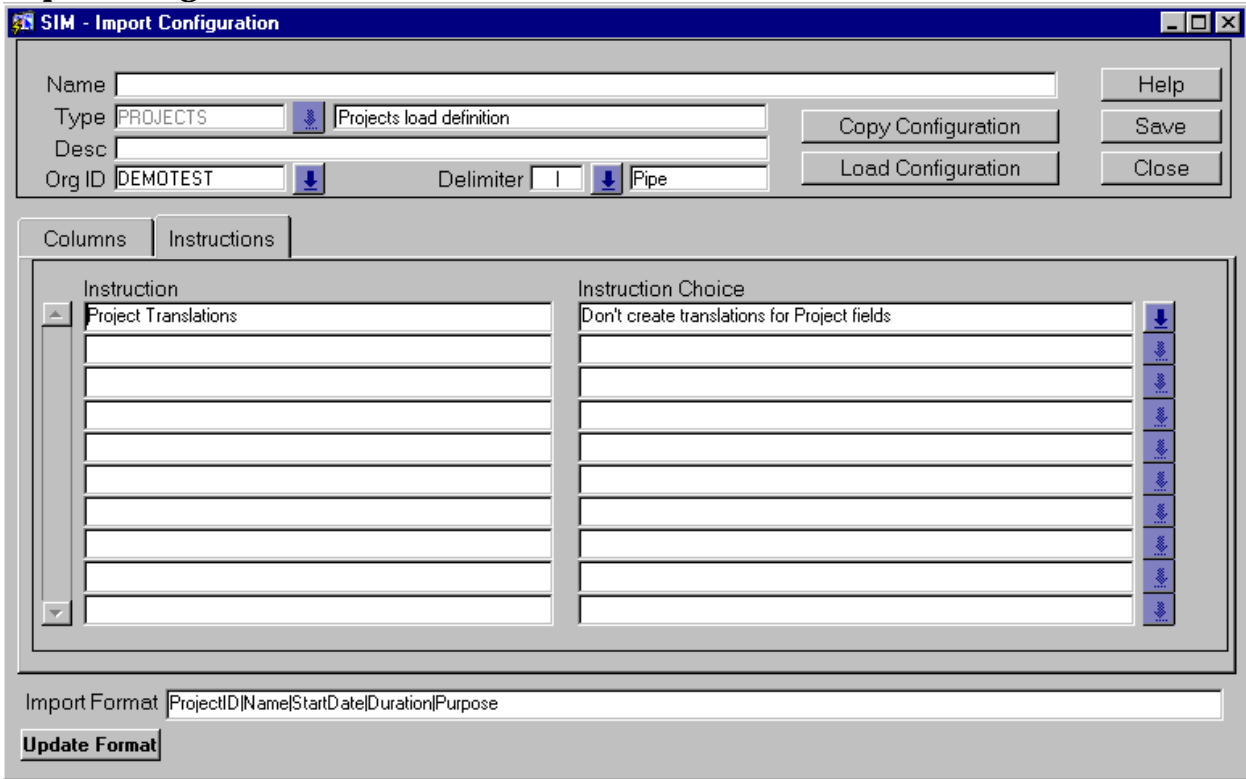 SIM - Import Configuration
Name
Help
Type PROJECTS Projects load definition
Copy Configuration
Save
Desc
Org ID DEMOTEST
Delimiter | Pipe
Load Configuration
Close
Columns Instructions
Instruction Instruction Choice
Project Translations Don't create translations for Project fields
Import Format ProjectID|Name|StartDate|Duration|Purpose
Update Format